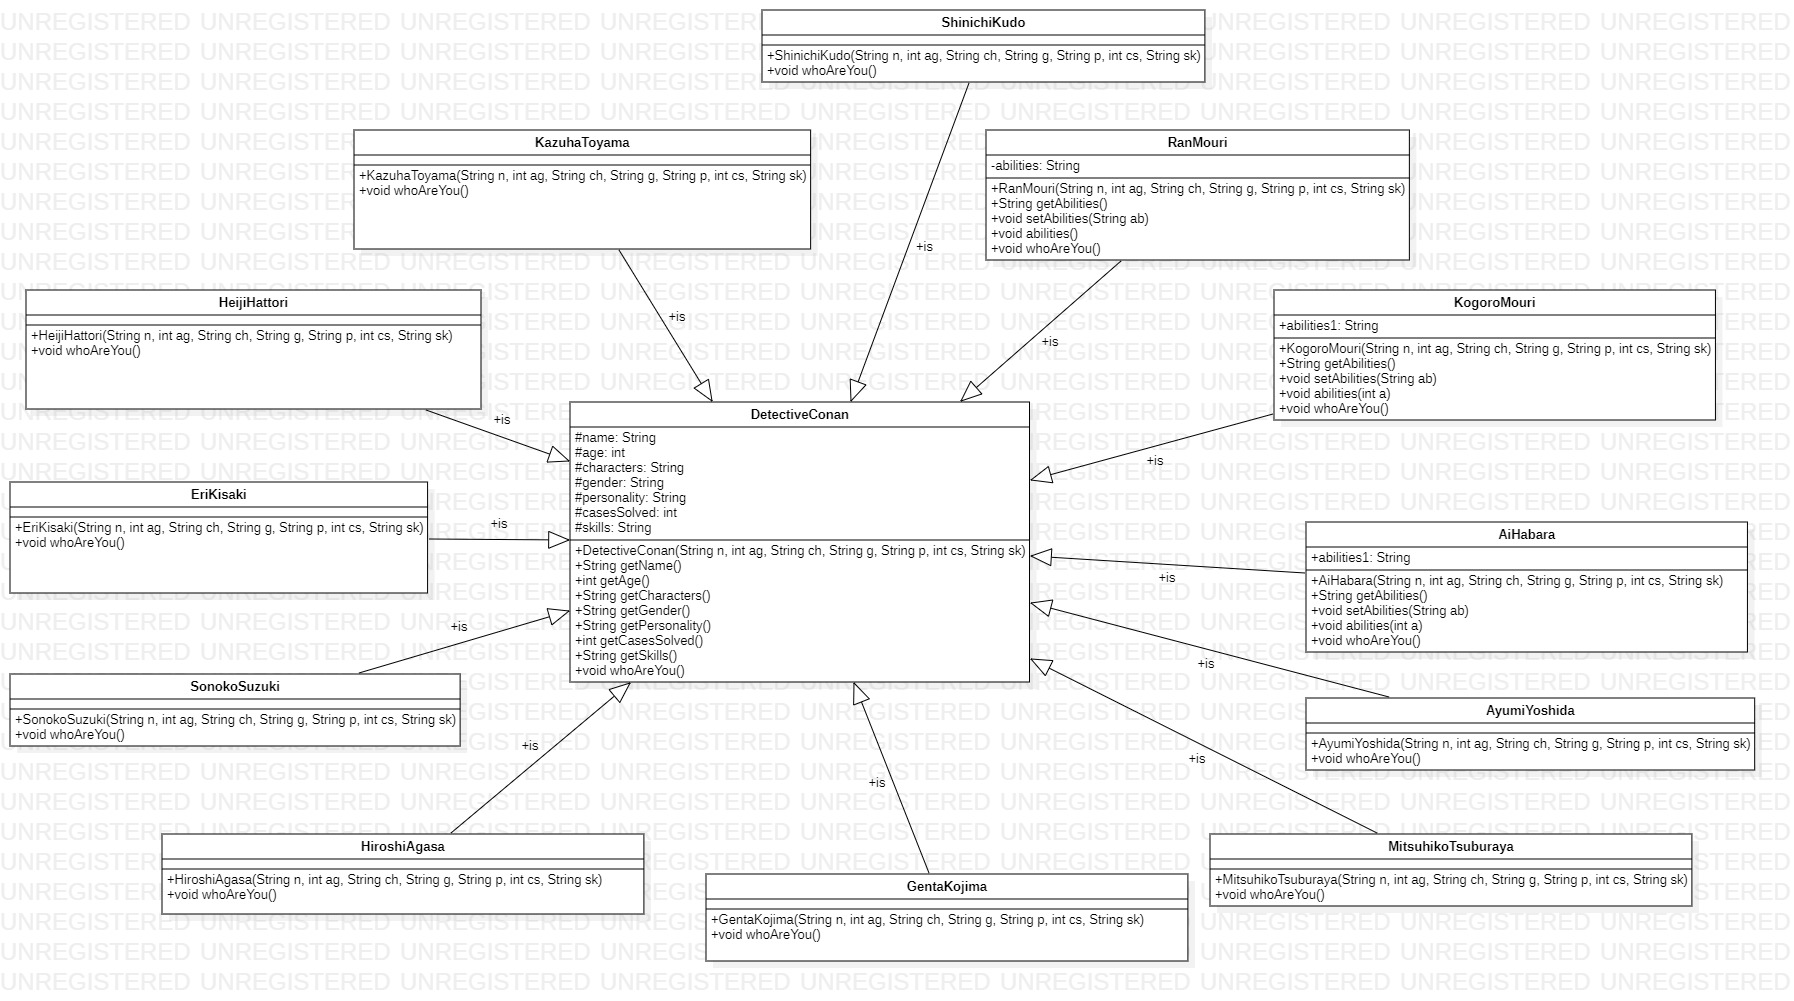 ShinichiKudo
+ShinichiKudo(String n, int ag, String ch, String g, String p, int cs, String sk)
+void whoAreYou()
KazuhaToyama
+KazuhaToyama(String n, int ag, String ch, String g, String p, int cs, String sk)
+void whoAreYou()
RanMouri
-abilities: String
+RanMouri(String n, int ag, String ch, String g, String p, int cs, String sk)
+String getAbilities()
+void setAbilities(String ab)
+void abilities()
+void whoAreYou()
+is
HeijiHattori
+HeijiHattori(String n, int ag, String ch, String g, String p, int cs, String sk)
+void whoAreYou()
+is
+is
KogoroMouri
+abilities1: String
+KogoroMouri(String n, int ag, String ch, String g, String p, int cs, String sk)
+String getAbilities()
+void setAbilities(String ab)
+void abilities(int a)
+void whoAreYou()
+is
+is
DetectiveConan
#name: String
#age: int
#characters: String
#gender: String
#personality: String
#casesSolved: int
#skills: String
+DetectiveConan(String n, int ag, String ch, String g, String p, int cs, String sk)
+String getName()
+int getAge()
+String getCharacters()
+String getGender()
+String getPersonality()
+int getCasesSolved()
+String getSkills()
+void whoAreYou()
EriKisaki
+EriKisaki(String n, int ag, String ch, String g, String p, int cs, String sk)
+void whoAreYou()
+is
AiHabara
+abilities1: String
+AiHabara(String n, int ag, String ch, String g, String p, int cs, String sk)
+String getAbilities()
+void setAbilities(String ab)
+void abilities(int a)
+void whoAreYou()
+is
+is
SonokoSuzuki
+SonokoSuzuki(String n, int ag, String ch, String g, String p, int cs, String sk)
+void whoAreYou()
+is
AyumiYoshida
+AyumiYoshida(String n, int ag, String ch, String g, String p, int cs, String sk)
+void whoAreYou()
+is
+is
+is
HiroshiAgasa
+HiroshiAgasa(String n, int ag, String ch, String g, String p, int cs, String sk)
+void whoAreYou()
GentaKojima
+GentaKojima(String n, int ag, String ch, String g, String p, int cs, String sk)
+void whoAreYou()
MitsuhikoTsuburaya
+MitsuhikoTsuburaya(String n, int ag, String ch, String g, String p, int cs, String sk)
+void whoAreYou()
UNREGISTERED